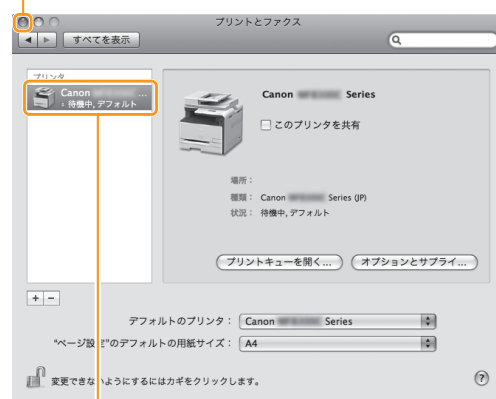 プリントとファクス
すべてを表示
プリンタ
Canon ...
: 待機中, デフォルト
Canon Series
このプリンタを共有
場所：
種類： Canon Series (JP)
状況： 待機中, デフォルト
プリントキューを開く...
オプションとサプライ...
+ −
デフォルトのプリンタ： Canon Series
"ページ設定"のデフォルトの用紙サイズ： A4
変更できないようにするにはカギをクリックします。
?